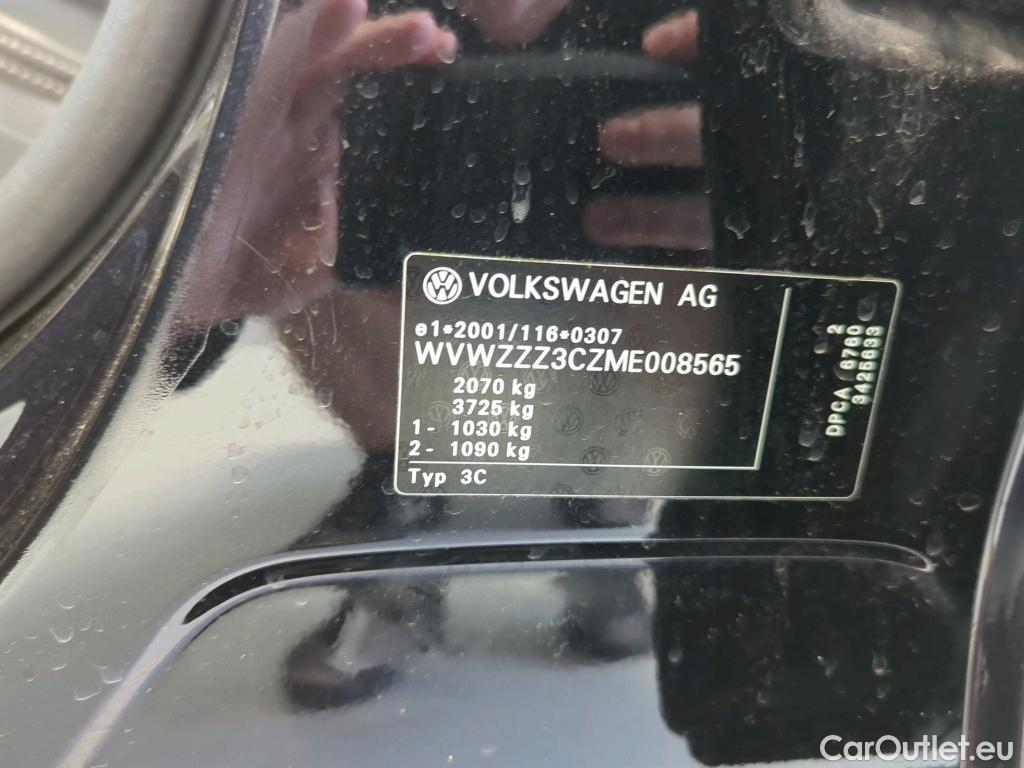 VOLKSWAGEN AG
e1*2001/116*0307
WVWZZZ3CZME008565
2070 kg
3725 kg
1- 1030 kg
2- 1090 kg
Typ 3C
DPCA 6760 2
3425633
CarOutlet.eu